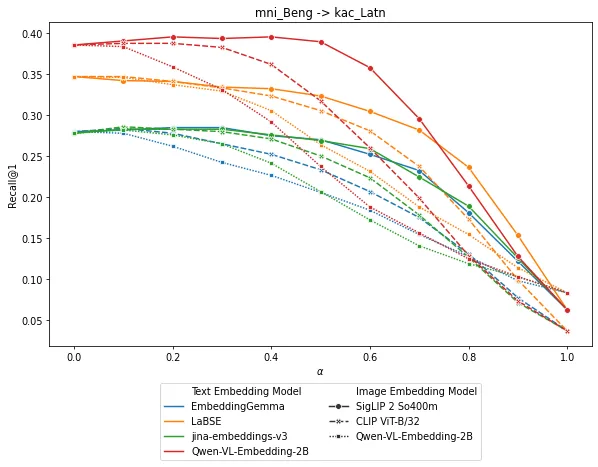 mni_Beng -> kac_Latn
Recall@1
0.40
0.35
0.30
0.25
0.20
0.15
0.10
0.05
0.0
0.2
0.4
0.6
0.8
1.0
α
Text Embedding Model
EmbeddingGemma
LaBSE
jina-embeddings-v3
Qwen-VL-Embedding-2B
Image Embedding Model
SigLIP 2 So400m
CLIP ViT-B/32
Qwen-VL-Embedding-2B